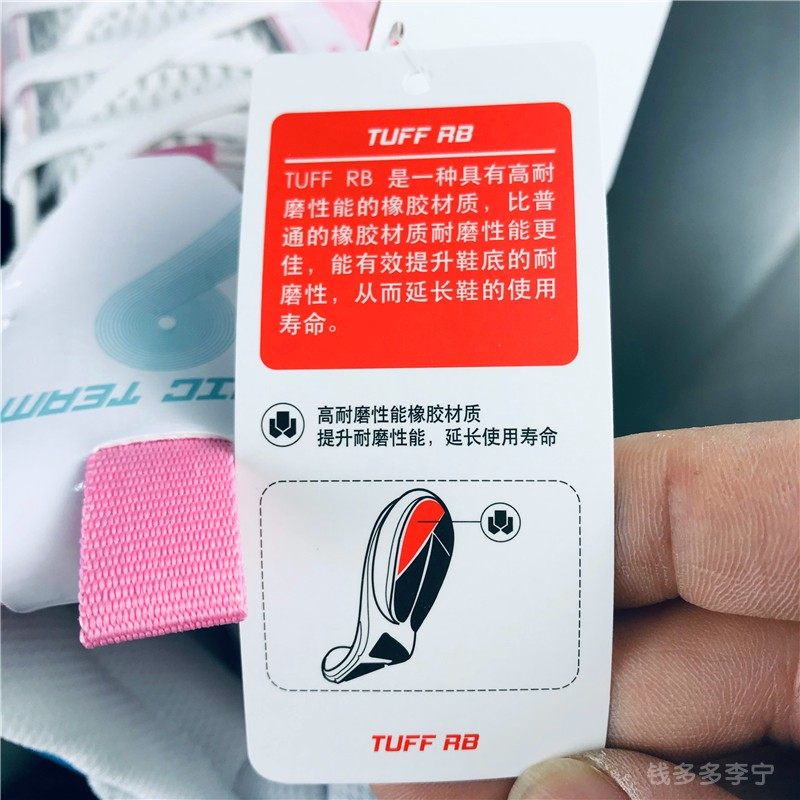 TUFF RB
TUFF RB 是一种具有高耐
磨性能的橡胶材质，比普
通的橡胶材质耐磨性能更
佳，能有效提升鞋底的耐
磨性，从而延长鞋的使用
寿命。
高耐磨性能橡胶材质
提升耐磨性能，延长使用寿命
TUFF RB
TEAM
钱多多李宁